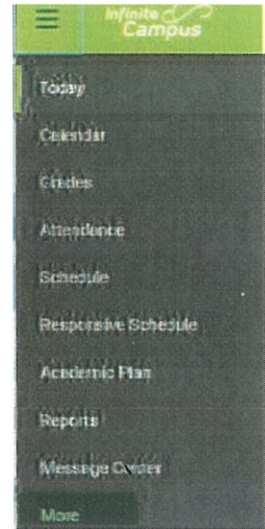 Infinite
Campus
Today
Calendar
Grades
Attendance
Schedule
Responsive Schedule
Academic Plan
Reports
Message Center
More